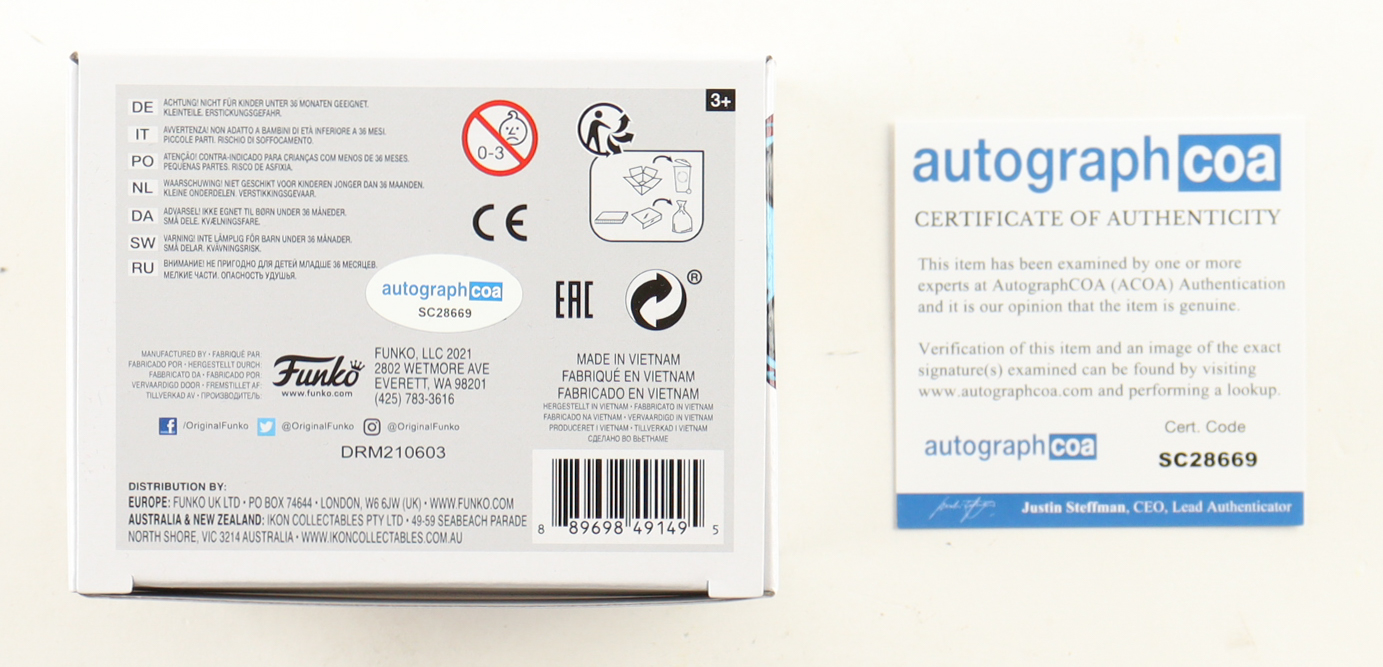 DE ACHTUNG! NICHT FÜR KINDER UNTER 36 MONATEN GEEIGNET.
KLEINTEILE. ERSTICKUNGSGEFAHR.
IT AVVERTENZA! NON ADATTO A BAMBINI DI ETÀ INFERIORE A 36 MESI.
PICCOLE PARTI. RISCHIO DI SOFFOCAMENTO.
PO ATENÇÃO! CONTRA-INDICADO PARA CRIANÇAS COM MENOS DE 36 MESES.
PEQUENAS PARTES. RISCO DE ASFIXIA.
NL WAARSCHUWING! NIET GESCHIKT VOOR KINDEREN JONGER DAN 36 MAANDEN.
KLEINE ONDERDELEN. VERSTIKKINGSGEVAAR.
DA ADVARSEL! IKKE EGNET TIL BØRN UNDER 36 MÅNEDER.
SMÅ DELE. KVÆLNINGSFARE.
SW VARNING! INTE LÄMPLIG FÖR BARN UNDER 36 MÅNADER.
SMÅ DELAR. KVÄVNINGSRISK.
RU ВНИМАНИЕ! НЕ ПРИГОДНО ДЛЯ ДЕТЕЙ МЛАДШЕ 36 МЕСЯЦЕВ.
МЕЛКИЕ ЧАСТИ. ОПАСНОСТЬ УДУШЬЯ.
0-3
3+
CE
autograph coa
SC28669
EAC
®
MANUFACTURED BY • FABRIQUÉ PAR:
FABRICADO POR • HERGESTELLT DURCH:
FABBRICATO DA • FABRICADO POR:
VERVAARDIGD DOOR • FREMSTILLET AF:
TILLVERKAD AV • ПРОИЗВОДИТЕЛЬ:
Funko
www.funko.com
FUNKO, LLC 2021
2802 WETMORE AVE
EVERETT, WA 98201
(425) 783-3616
MADE IN VIETNAM
FABRIQUÉ EN VIETNAM
FABRICADO EN VIETNAM
HERGESTELLT IN VIETNAM • FABBRICATO IN VIETNAM
FABRICADO NA VIETNAM • VERVAARDIGD IN VIETNAM
PRODUCERET I VIETNAM • TILLVERKAD I VIETNAM
СДЕЛАНО ВО ВЬЕТНАМЕ
/OriginalFunko @OriginalFunko @OriginalFunko
DRM210603
DISTRIBUTION BY:
EUROPE: FUNKO UK LTD • PO BOX 74644 • LONDON, W6 6JW (UK) • WWW.FUNKO.COM
AUSTRALIA & NEW ZEALAND: IKON COLLECTABLES PTY LTD • 49-59 SEABEACH PARADE
NORTH SHORE, VIC 3214 AUSTRALIA • WWW.IKONCOLLECTABLES.COM.AU
8 89698 49149 5
autograph coa
CERTIFICATE OF AUTHENTICITY
This item has been examined by one or more
experts at AutographCOA (ACOA) Authentication
and it is our opinion that the item is genuine.
Verification of this item and an image of the exact
signature(s) examined can be found by visiting
www.autographcoa.com and performing a lookup.
autograph coa
Cert. Code
SC28669
Justin Steffman, CEO, Lead Authenticator